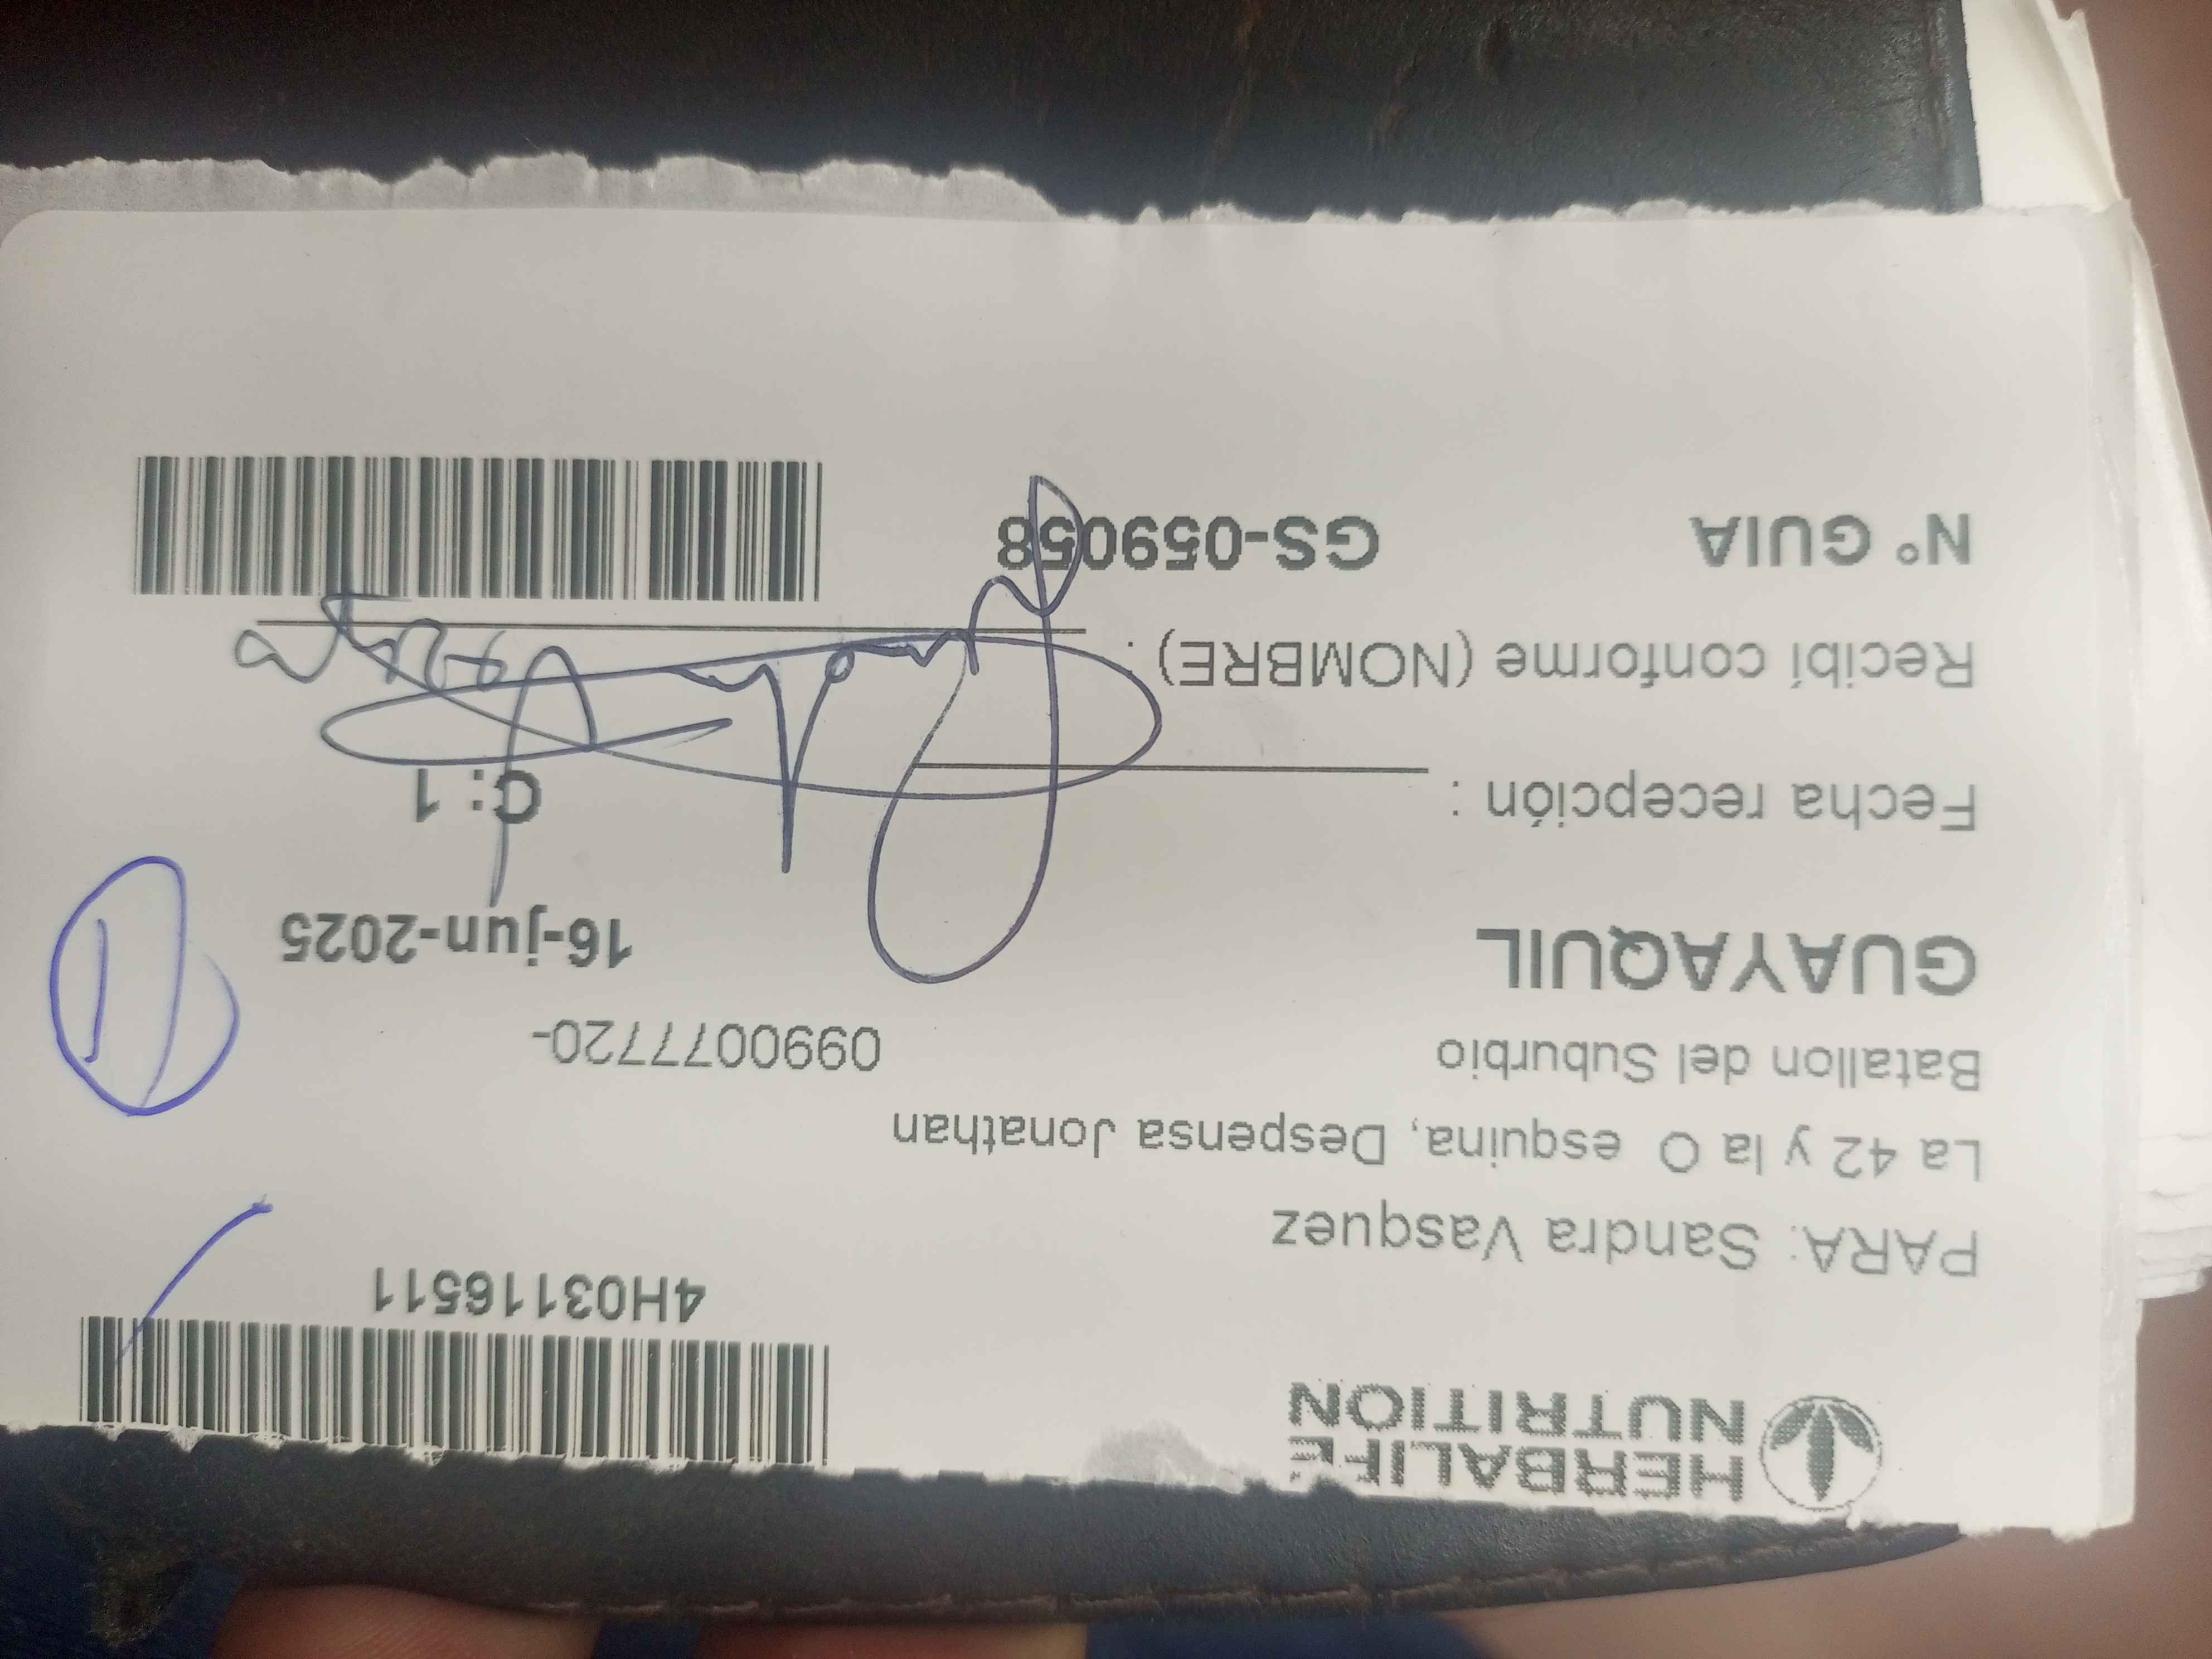 HERBALIFE
NUTRITION
4H03116511
PARA: Sandra Vasquez
La 42 y la O esquina, Despensa Jonathan
Batallon del Suburbio
0990077720-
GUAYAQUIL
16-jun-2025
1
Fecha recepción :
C: 1
Recibí conforme (NOMBRE) :
N° GUIA
GS-059058